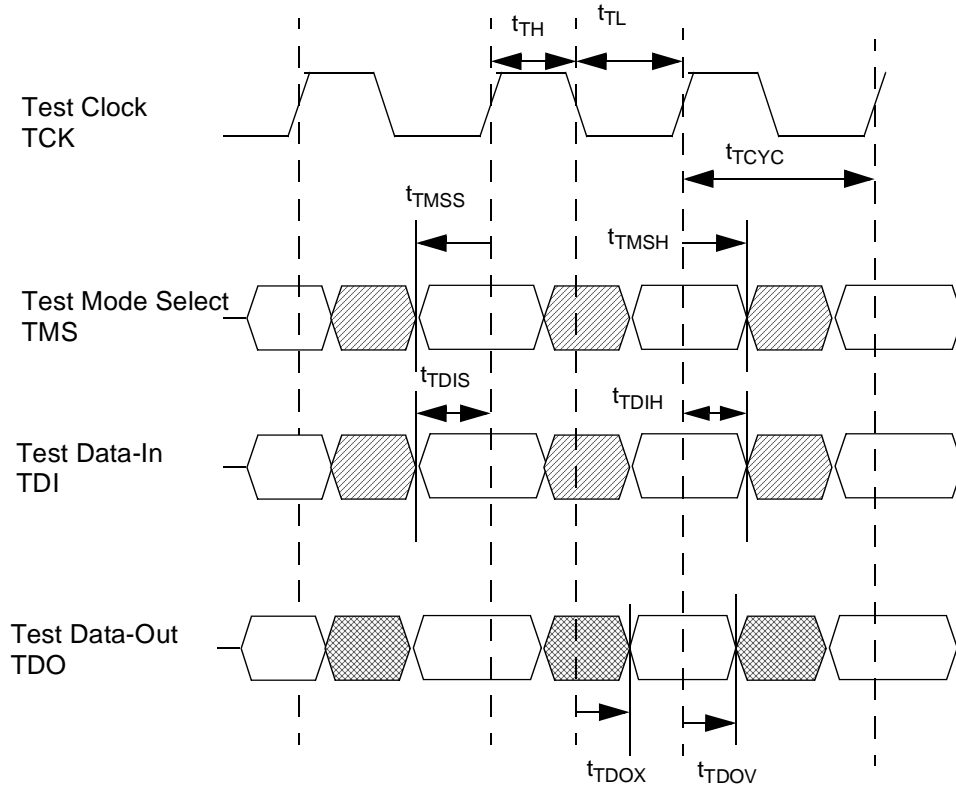 tTH
tTL
Test Clock
TCK
tTCYC
tTMSS
tTMSH
Test Mode Select
TMS
tTDIS
tTDIH
Test Data-In
TDI
Test Data-Out
TDO
tTDOX
tTDOV